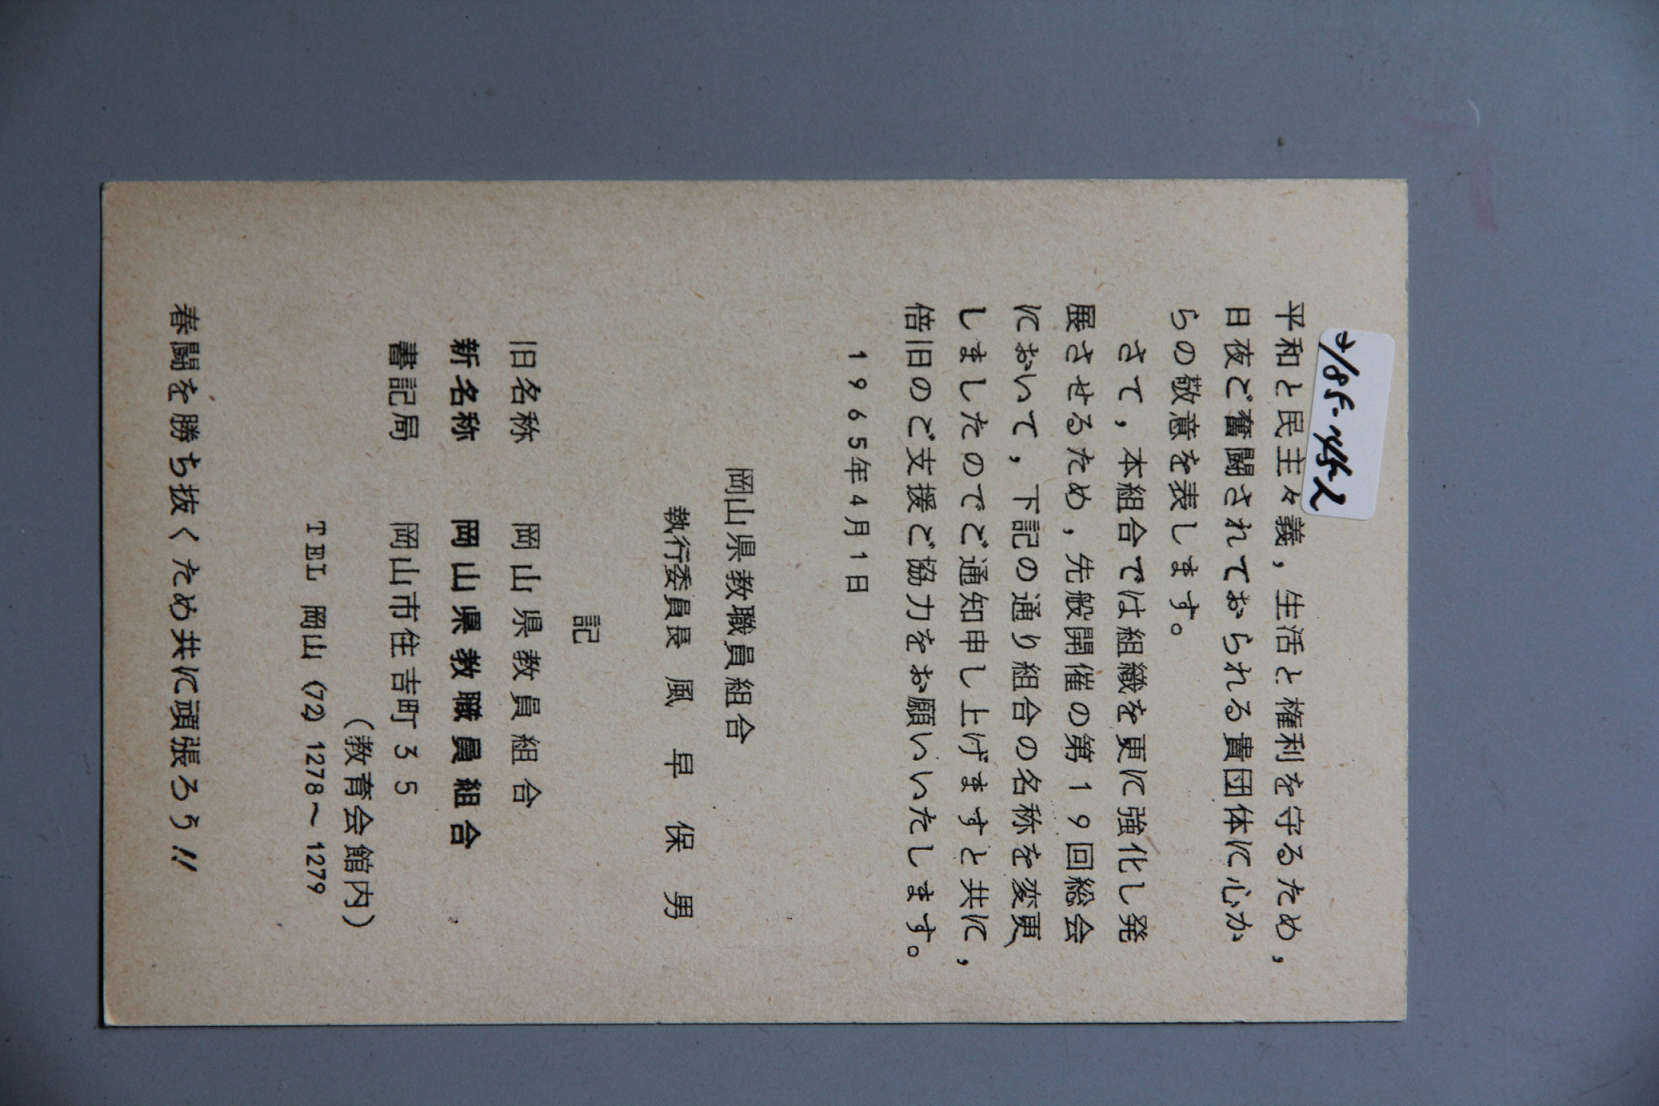 平和と民主々義，生活と権利を守るため，
日夜ご奮闘されておられる貴団体に心か
らの敬意を表します。
さて，本組合では組織を更に強化し発
展させるため，先般開催の第19回総会
において，下記の通り組合の名称を変更
しましたのでご通知申し上げますと共に，
倍旧のご支援ご協力をお願いいたします。
1965年4月1日
岡山県教職員組合
執行委員長 風早保男
記
旧名称 岡山県教員組合
新名称 岡山県教職員組合
書記局 岡山市住吉町35
（教育会館内）
TEL 岡山(72) 1278〜1279
春闘を勝ち抜くため共に頑張ろう!!